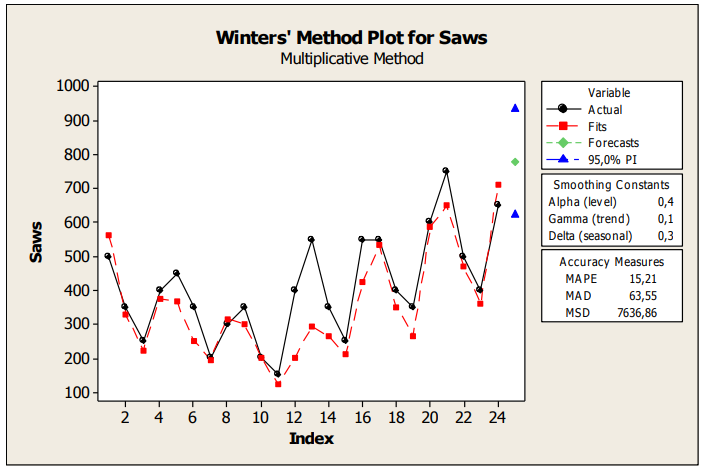 Winters' Method Plot for Saws
Multiplicative Method
1000
900
800
700
600
500
400
300
200
100
Saws
2 4 6 8 10 12 14 16 18 20 22 24
Index
Variable
Actual
Fits
Forecasts
95,0% PI
Smoothing Constants
Alpha (level) 0,4
Gamma (trend) 0,1
Delta (seasonal) 0,3
Accuracy Measures
MAPE 15,21
MAD 63,55
MSD 7636,86